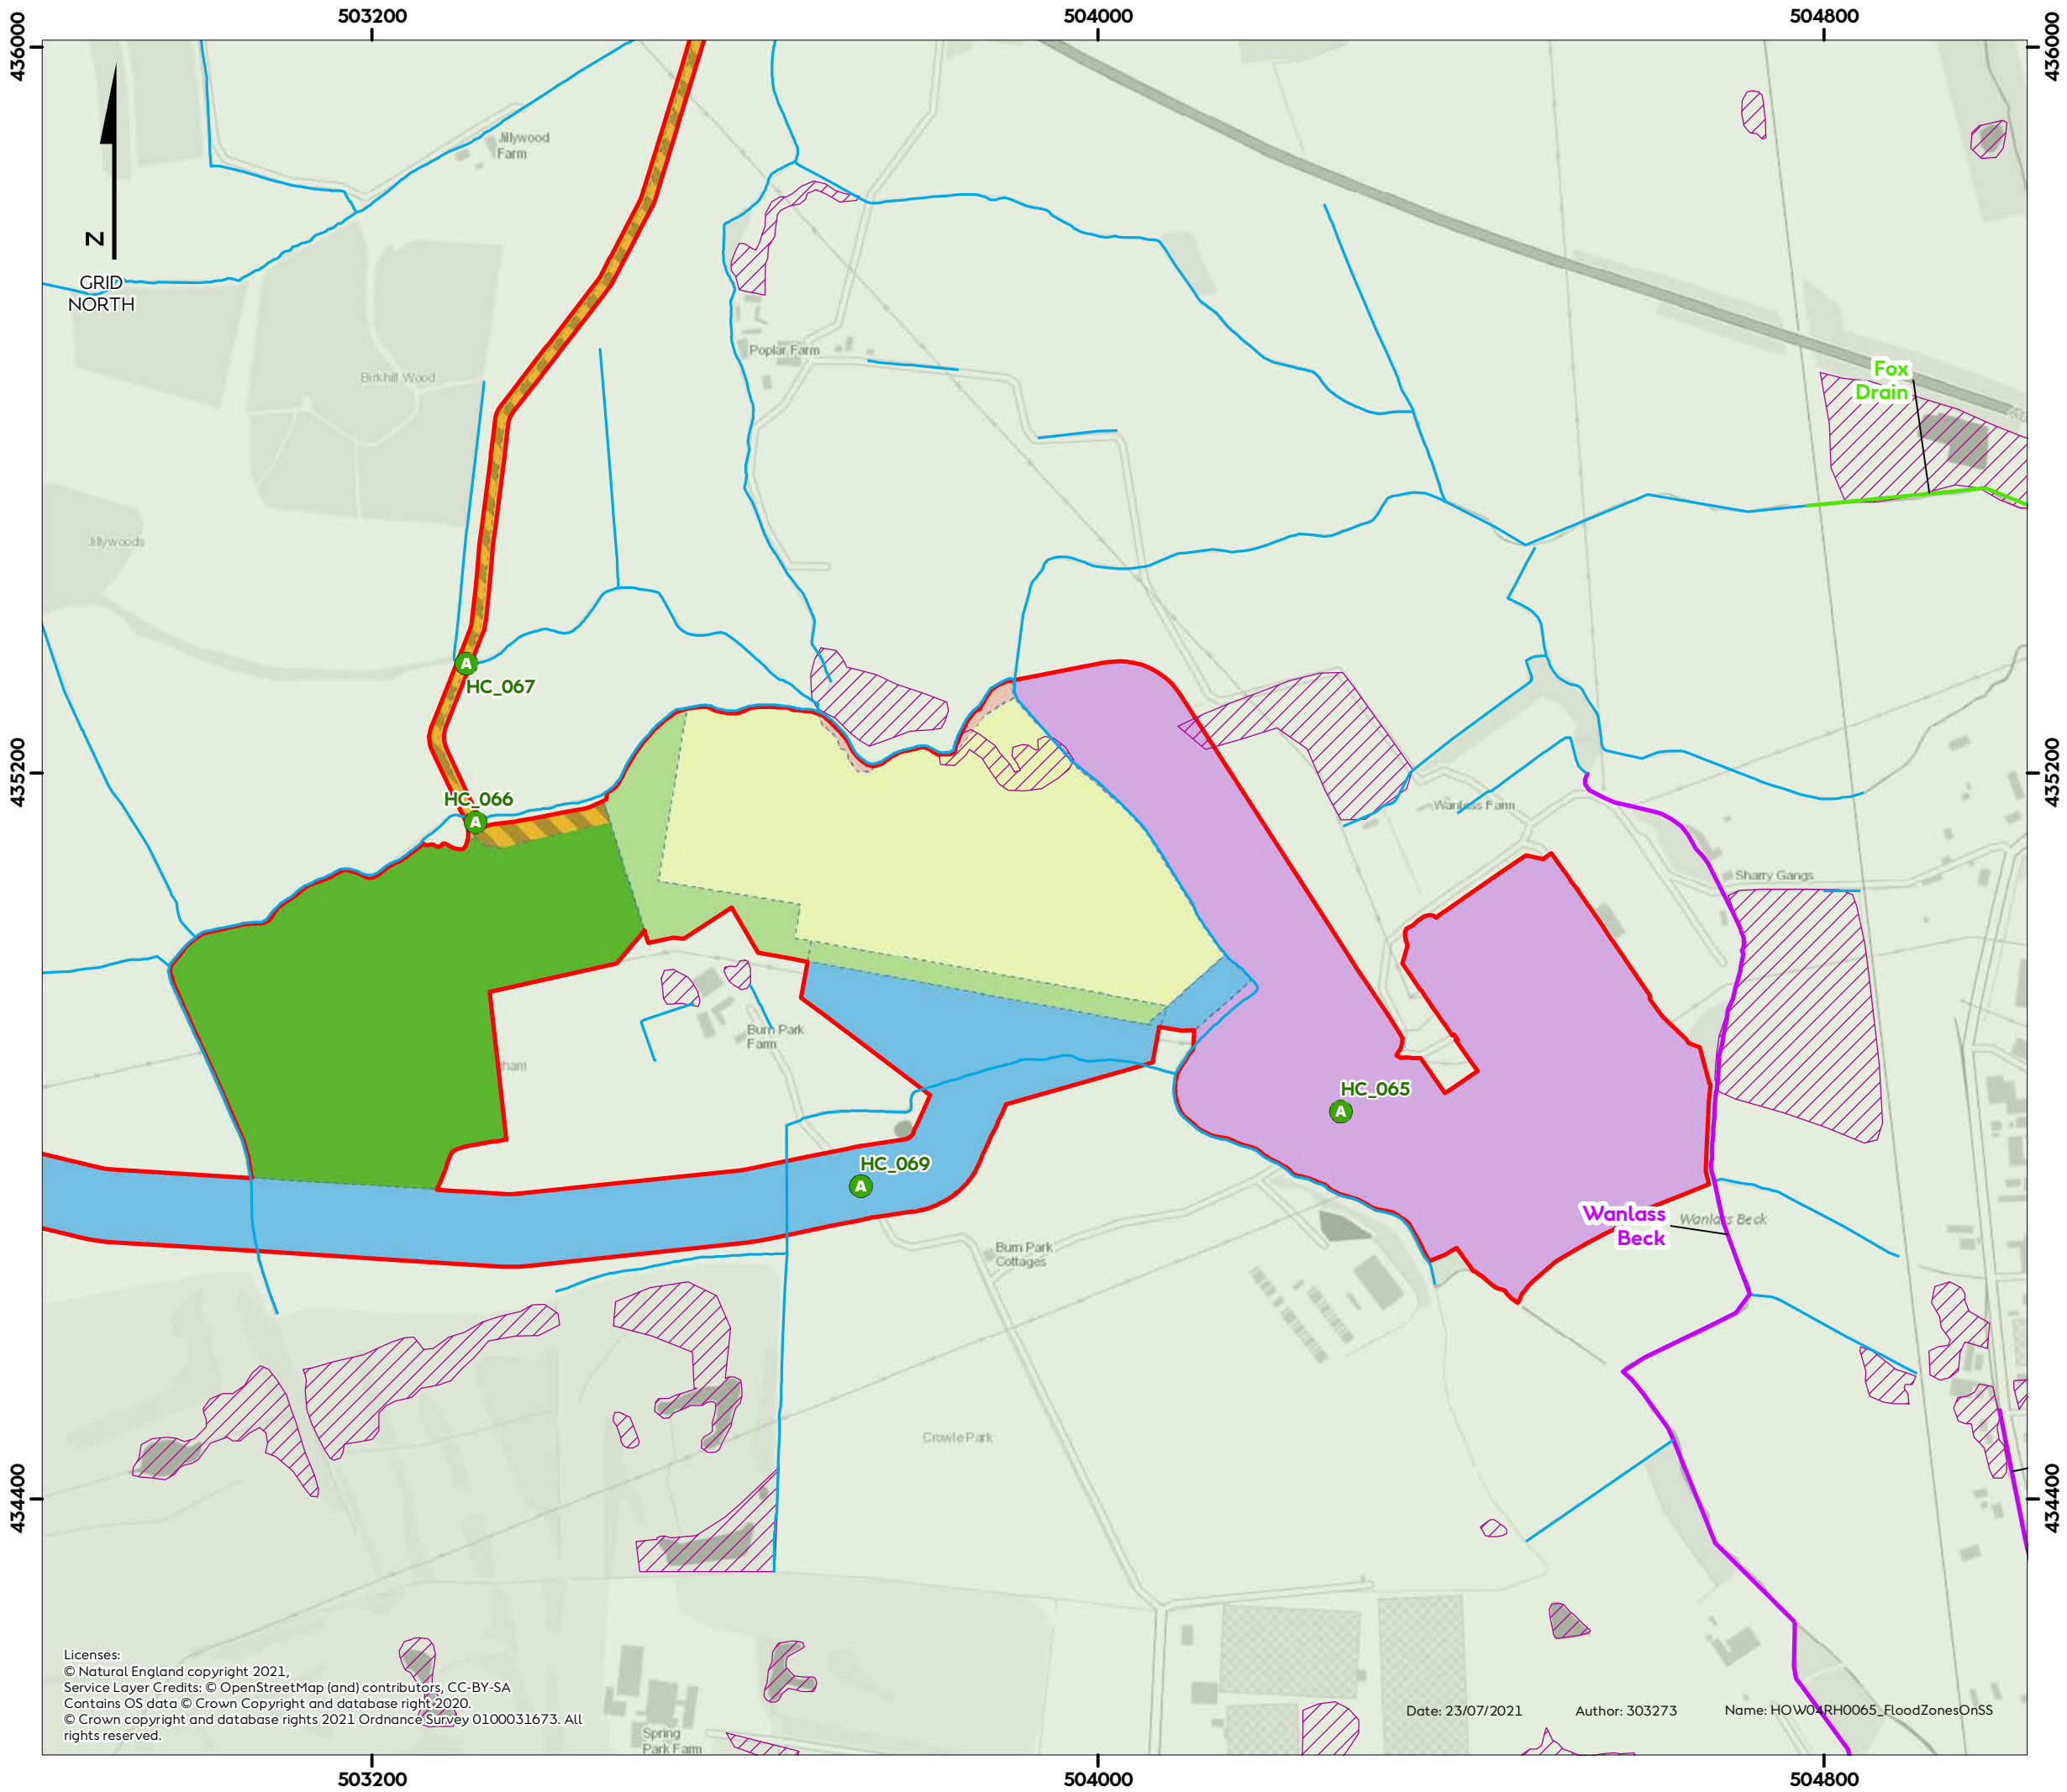 503200
504000
504800
436000
436000
N
GRID
NORTH
Jillywood
Farm
Birkhill Wood
Poplar Farm
Fox
Drain
Jillywoods
HC_067
HC_066
435200
435200
Wanlass Farm
Sharry Gangs
Burn Park
Farm
ham
HC_065
HC_069
Wanlass
Beck
Wanlass Beck
Burn Park
Cottages
Crowle Park
434400
434400
Licenses:
© Natural England copyright 2021,
Service Layer Credits: © OpenStreetMap (and) contributors, CC-BY-SA
Contains OS data © Crown Copyright and database right 2020.
© Crown copyright and database rights 2021 Ordnance Survey 0100031673. All
rights reserved.
Spring
Park Farm
Date: 23/07/2021
Author: 303273
Name: HOW04RH0065_FloodZonesOnSS
503200
504000
504800